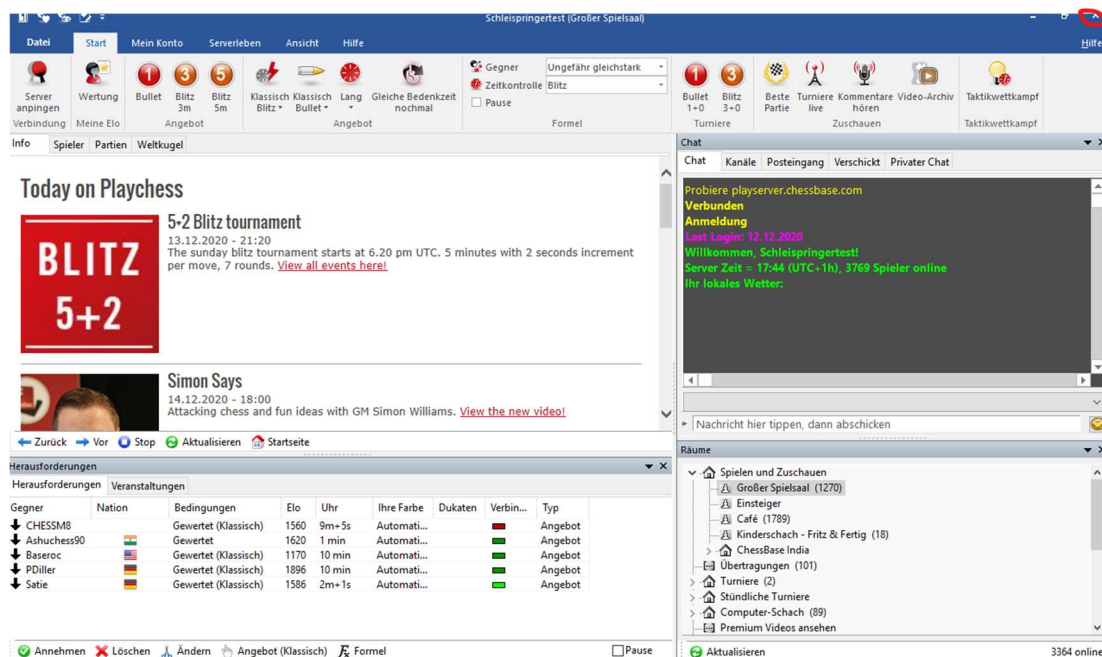 Schleispringertest (Großer Spielsaal)
Datei Start Mein Konto Serverleben Ansicht Hilfe Hilfe
Server anpingen
Verbindung
Wertung
Meine Elo
1 Bullet
3 Blitz 3m
5 Blitz 5m
Angebot
Klassisch Blitz
Klassisch Bullet
Lang
Gleiche Bedenkzeit nochmal
Angebot
Gegner Ungefähr gleichstark
Zeitkontrolle Blitz
Pause
Formel
1 Bullet 1+0
3 Blitz 3+0
Turniere
Beste Partie
Turniere live
Kommentare hören
Video-Archiv
Zuschauen
Taktikwettkampf
Taktikwettkampf
Info Spieler Partien Weltkugel
Today on Playchess
BLITZ
5+2
5+2 Blitz tournament
13.12.2020 - 21:20
The sunday blitz tournament starts at 6.20 pm UTC. 5 minutes with 2 seconds increment
per move, 7 rounds. View all events here!
Simon Says
14.12.2020 - 18:00
Attacking chess and fun ideas with GM Simon Williams. View the new video!
Zurück Vor Stop Aktualisieren Startseite
Herausforderungen
Herausforderungen Veranstaltungen
Gegner Nation Bedingungen Elo Uhr Ihre Farbe Dukaten Verbin... Typ
CHESSM8 Gewertet (Klassisch) 1560 9m+5s Automati... Angebot
Ashuchess90 Gewertet 1620 1 min Automati... Angebot
Baseroc Gewertet (Klassisch) 1170 10 min Automati... Angebot
PDiller Gewertet (Klassisch) 1896 10 min Automati... Angebot
Satie Gewertet (Klassisch) 1586 2m+1s Automati... Angebot
Annehmen Löschen Ändern Angebot (Klassisch) Formel Pause
Chat
Chat Kanäle Posteingang Verschickt Privater Chat
Probiere playserver.chessbase.com
Verbunden
Anmeldung
Last Login: 12.12.2020
Willkommen, Schleispringertest!
Server Zeit = 17:44 (UTC+1h), 3769 Spieler online
Ihr lokales Wetter:
Nachricht hier tippen, dann abschicken
Räume
Spielen und Zuschauen
Großer Spielsaal (1270)
Einsteiger
Café (1789)
Kinderschach - Fritz & Fertig (18)
ChessBase India
Übertragungen (101)
Turniere (2)
Stündliche Turniere
Computer-Schach (89)
Premium Videos ansehen
Aktualisieren 3364 online